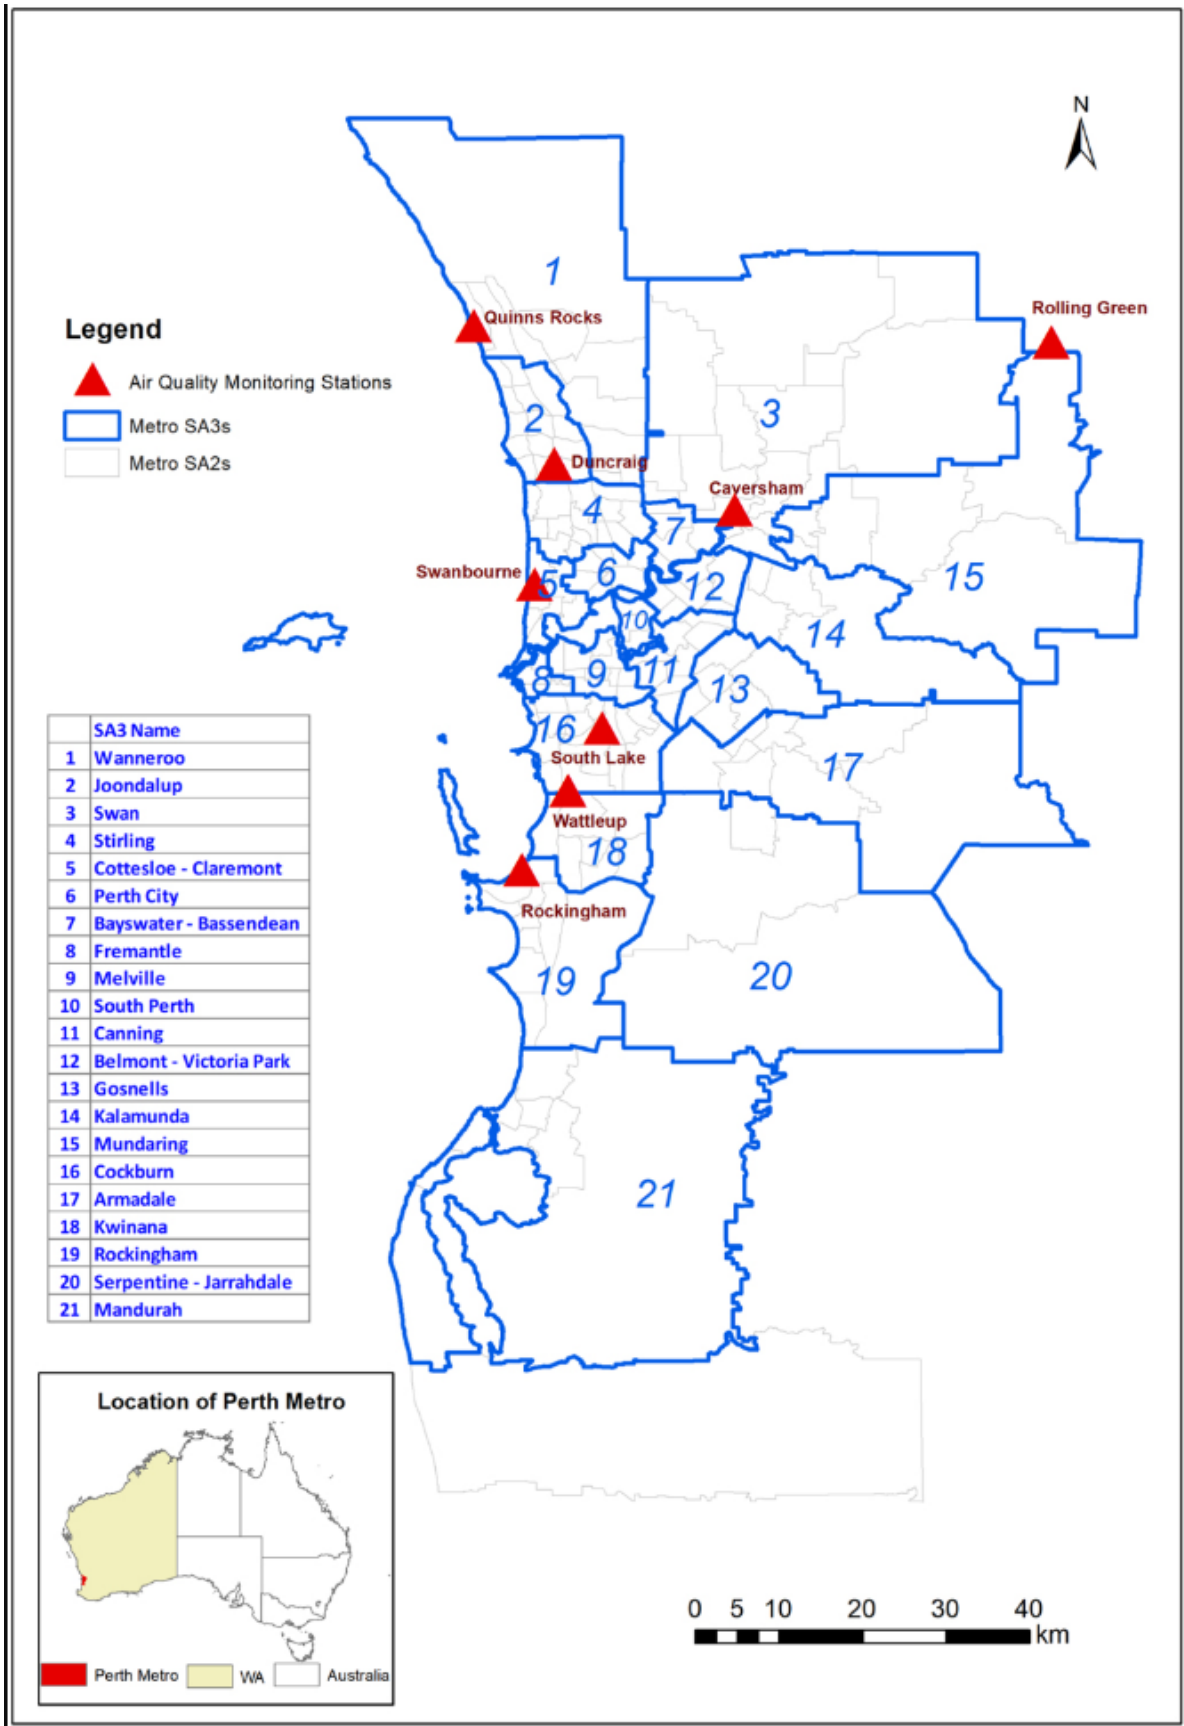 N
1
Quinns Rocks
Rolling Green
Legend
Air Quality Monitoring Stations
Metro SA3s
Metro SA2s
2
3
Duncraig
Caversham
4
7
Swanbourne
5
6
12
15
10
14
8
9
11
13
16
South Lake
17
Wattleup
18
Rockingham
19
20
21
SA3 Name
1 Wanneroo
2 Joondalup
3 Swan
4 Stirling
5 Cottesloe - Claremont
6 Perth City
7 Bayswater - Bassendean
8 Fremantle
9 Melville
10 South Perth
11 Canning
12 Belmont - Victoria Park
13 Gosnells
14 Kalamunda
15 Mundaring
16 Cockburn
17 Armadale
18 Kwinana
19 Rockingham
20 Serpentine - Jarrahdale
21 Mandurah
Location of Perth Metro
Perth Metro WA Australia
0 5 10 20 30 40
km